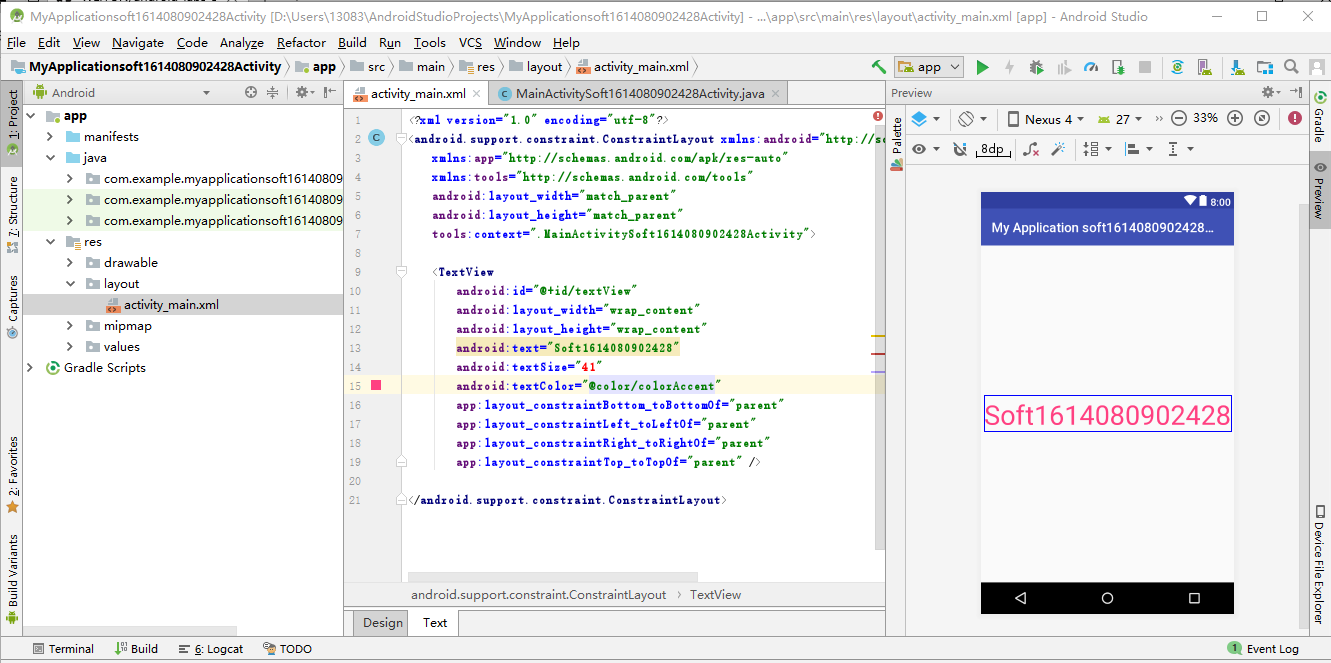 MyApplicationsoft1614080902428Activity [D:\Users\13083\AndroidStudioProjects\MyApplicationsoft1614080902428Activity] - ...\app\src\main\res\layout\activity_main.xml [app] - Android Studio
File Edit View Navigate Code Analyze Refactor Build Run Tools VCS Window Help
MyApplicationsoft1614080902428Activity app src main res layout activity_main.xml app
Android
activity_main.xml
MainActivitySoft1614080902428Activity.java
Preview
1: Project
7: Structure
Captures
2: Favorites
Build Variants
app
manifests
java
com.example.myapplicationsoft16140809
com.example.myapplicationsoft16140809
com.example.myapplicationsoft16140809
res
drawable
layout
activity_main.xml
mipmap
values
Gradle Scripts
1 <?xml version="1.0" encoding="utf-8"?>
2 C <android.support.constraint.ConstraintLayout xmlns:android="http://sc
3 xmlns:app="http://schemas.android.com/apk/res-auto"
4 xmlns:tools="http://schemas.android.com/tools"
5 android:layout_width="match_parent"
6 android:layout_height="match_parent"
7 tools:context=".MainActivitySoft1614080902428Activity">
8
9 <TextView
10 android:id="@+id/textView"
11 android:layout_width="wrap_content"
12 android:layout_height="wrap_content"
13 android:text="Soft1614080902428"
14 android:textSize="41"
15 android:textColor="@color/colorAccent"
16 app:layout_constraintBottom_toBottomOf="parent"
17 app:layout_constraintLeft_toLeftOf="parent"
18 app:layout_constraintRight_toRightOf="parent"
19 app:layout_constraintTop_toTopOf="parent" />
20
21 </android.support.constraint.ConstraintLayout>
android.support.constraint.ConstraintLayout › TextView
Design Text
Palette
Nexus 4 27 » 33%
8dp
8:00
My Application soft1614080902428...
Soft1614080902428
Gradle
Preview
Device File Explorer
Terminal Build 6: Logcat TODO
1 Event Log